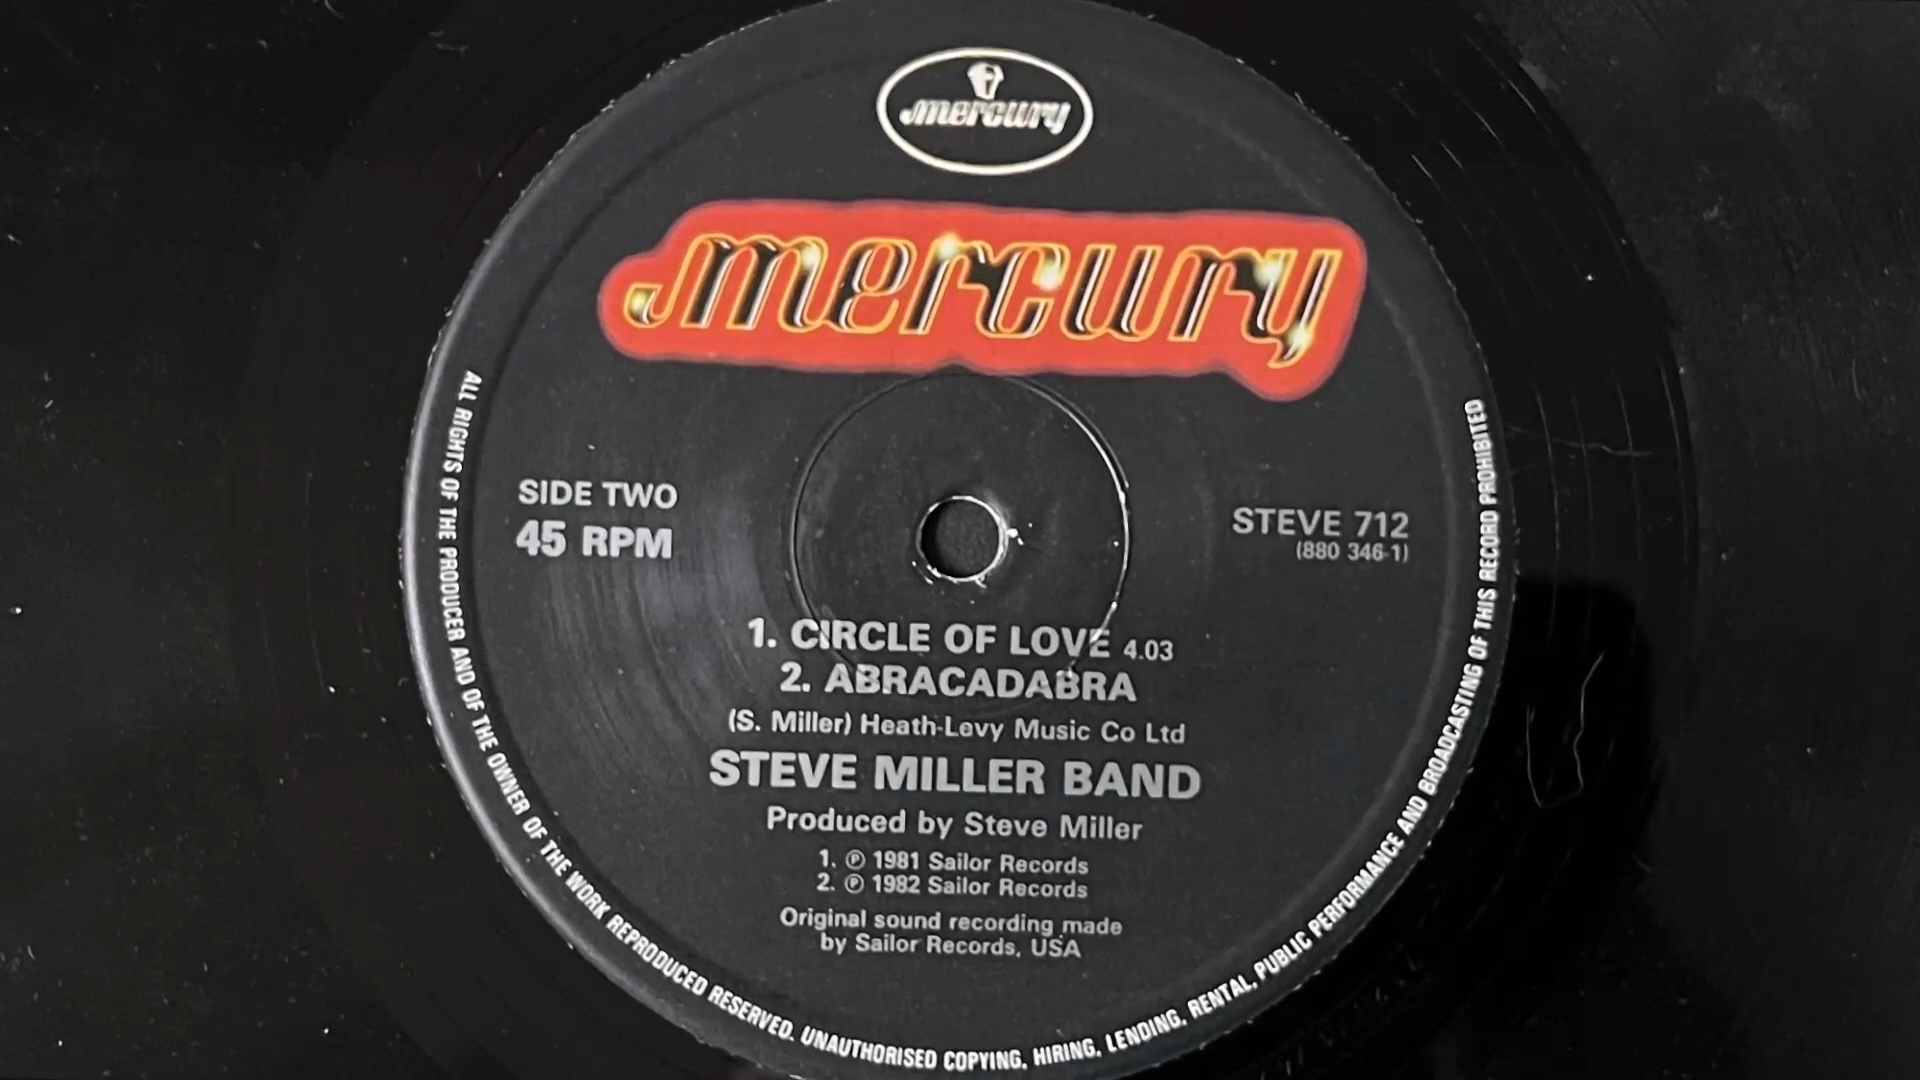 mercury
mercury
SIDE TWO
45 RPM
STEVE 712
(880 346-1)
1. CIRCLE OF LOVE 4.03
2. ABRACADABRA
(S. Miller) Heath-Levy Music Co Ltd
STEVE MILLER BAND
Produced by Steve Miller
1. ℗ 1981 Sailor Records
2. ℗ 1982 Sailor Records
Original sound recording made
by Sailor Records, USA
ALL RIGHTS OF THE PRODUCER AND OF THE OWNER OF THE WORK REPRODUCED RESERVED. UNAUTHORISED COPYING, HIRING, LENDING, RENTAL, PUBLIC PERFORMANCE AND BROADCASTING OF THIS RECORD PROHIBITED